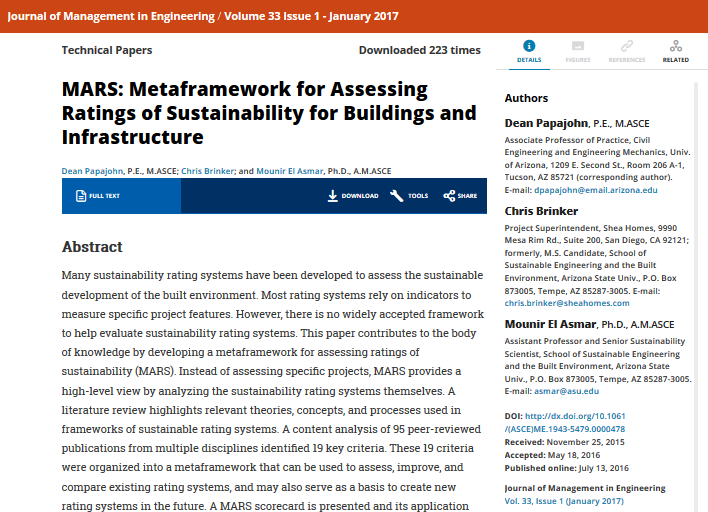 Journal of Management in Engineering / Volume 33 Issue 1 - January 2017
Technical Papers
Downloaded 223 times
MARS: Metaframework for Assessing
Ratings of Sustainability for Buildings and
Infrastructure
Dean Papajohn, P.E., M.ASCE; Chris Brinker; and Mounir El Asmar, Ph.D., A.M.ASCE
FULL TEXT
DOWNLOAD
TOOLS
SHARE
Abstract
Many sustainability rating systems have been developed to assess the sustainable
development of the built environment. Most rating systems rely on indicators to
measure specific project features. However, there is no widely accepted framework
to help evaluate sustainability rating systems. This paper contributes to the body
of knowledge by developing a metaframework for assessing ratings of
sustainability (MARS). Instead of assessing specific projects, MARS provides a
high-level view by analyzing the sustainability rating systems themselves. A
literature review highlights relevant theories, concepts, and processes used in
frameworks of sustainable rating systems. A content analysis of 95 peer-reviewed
publications from multiple disciplines identified 19 key criteria. These 19 criteria
were organized into a metaframework that can be used to assess, improve, and
compare existing rating systems, and may also serve as a basis to create new
rating systems in the future. A MARS scorecard is presented and its application
DETAILS
FIGURES
REFERENCES
RELATED
Authors
Dean Papajohn, P.E., M.ASCE
Associate Professor of Practice, Civil
Engineering and Engineering Mechanics, Univ.
of Arizona, 1209 E. Second St., Room 206 A-1,
Tucson, AZ 85721 (corresponding author).
E-mail: dpapajohn@email.arizona.edu
Chris Brinker
Project Superintendent, Shea Homes, 9990
Mesa Rim Rd., Suite 200, San Diego, CA 92121;
formerly, M.S. Candidate, School of
Sustainable Engineering and the Built
Environment, Arizona State Univ., P.O. Box
873005, Tempe, AZ 85287-3005. E-mail:
chris.brinker@sheahomes.com
Mounir El Asmar, Ph.D., A.M.ASCE
Assistant Professor and Senior Sustainability
Scientist, School of Sustainable Engineering
and the Built Environment, Arizona State
Univ., P.O. Box 873005, Tempe, AZ 85287-3005.
E-mail: asmar@asu.edu
DOI: http://dx.doi.org/10.1061
/(ASCE)ME.1943-5479.0000478
Received: November 25, 2015
Accepted: May 18, 2016
Published online: July 13, 2016
Journal of Management in Engineering
Vol. 33, Issue 1 (January 2017)